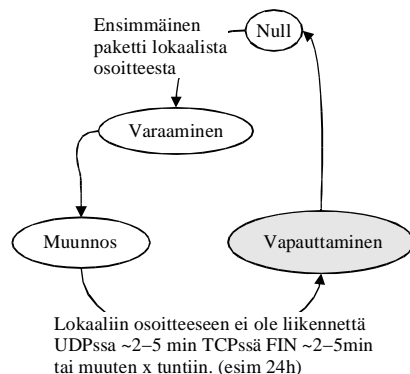 Ensimmäinen
paketti lokaalista
osoitteesta
Null
Varaaminen
Muunnos
Vapauttaminen
Lokaaliin osoitteeseen ei ole liikennettä
UDPssa ~2–5 min TCPssä FIN ~2–5min
tai muuten x tuntiin. (esim 24h)